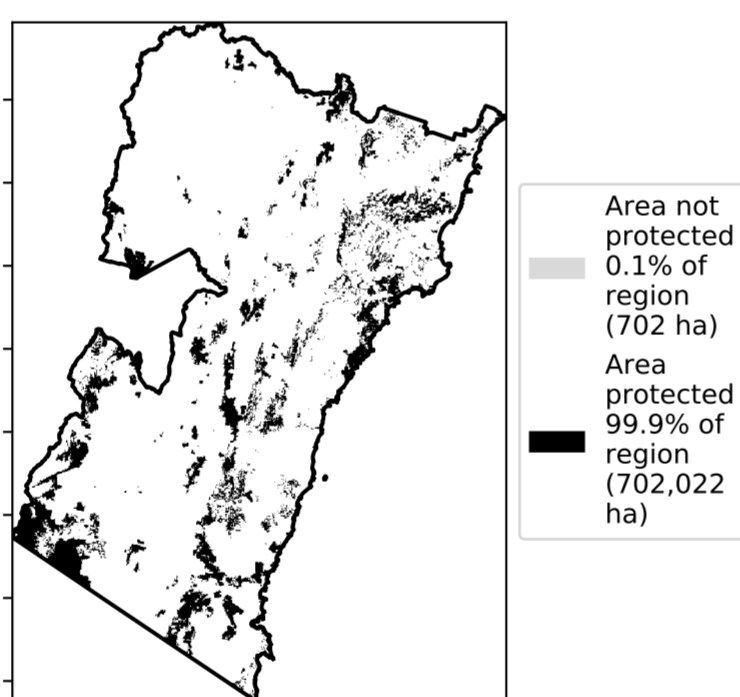 Area not
protected
0.1% of
region
(702 ha)
Area
protected
99.9% of
region
(702,022
ha)